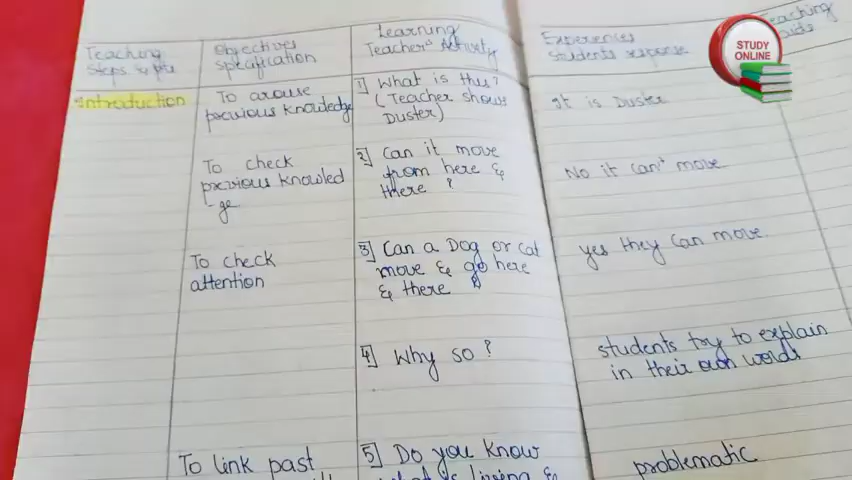 Teaching
Steps & pts
Objectives
specification
Learning
Teacher's Activity
Experiences
Students response
Teaching
aids
STUDY
ONLINE
Introduction
To arouse
previous knowledge
1] What is this?
(Teacher shows
Duster)
It is Duster
To check
previous knowled
-ge
2] Can it move
from here &
there ?
No it can't move
To check
attention
3] Can a Dog or cat
move & go here
& there
yes they can move.
4] Why so ?
students try to explain
in their own words
To link past
5] Do you know
what is living &
problematic